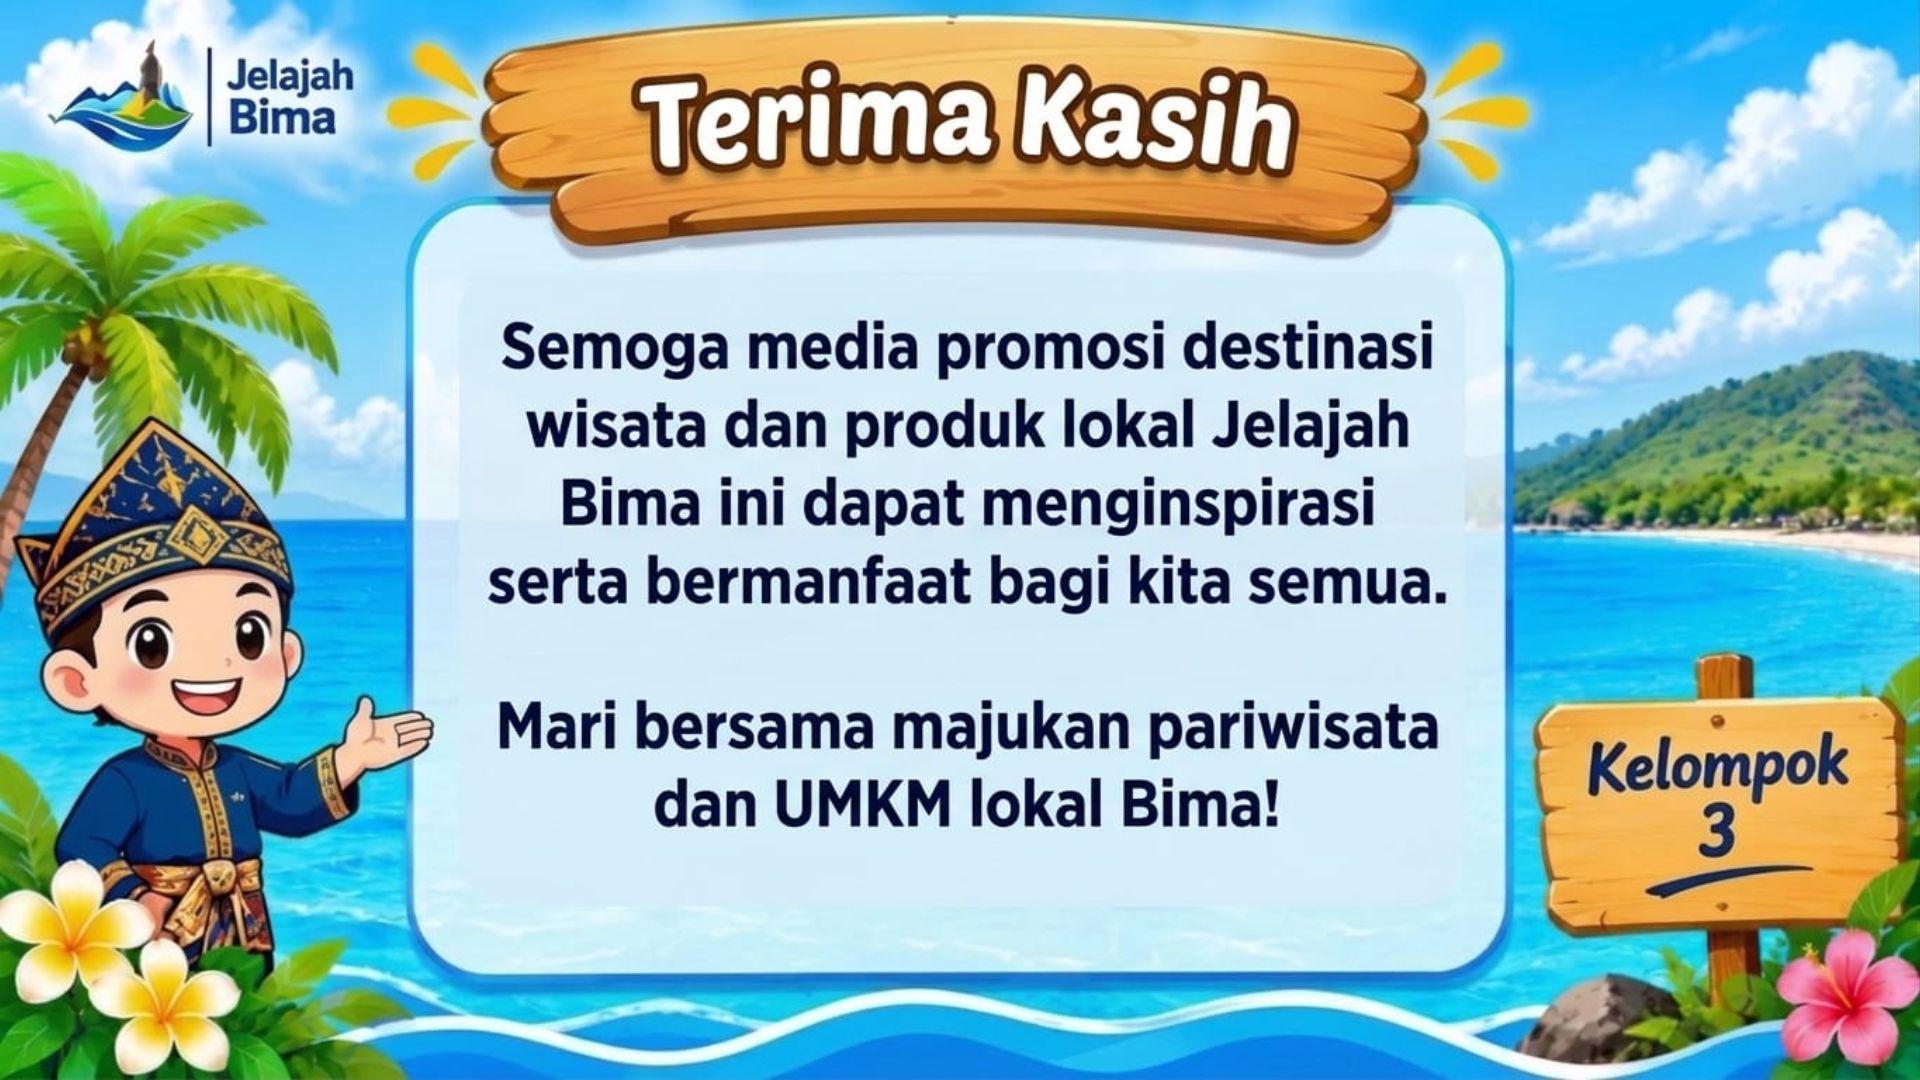 Jelajah
Bima
Terima Kasih
Semoga media promosi destinasi
wisata dan produk lokal Jelajah
Bima ini dapat menginspirasi
serta bermanfaat bagi kita semua.
Mari bersama majukan pariwisata
dan UMKM lokal Bima!
Kelompok
3